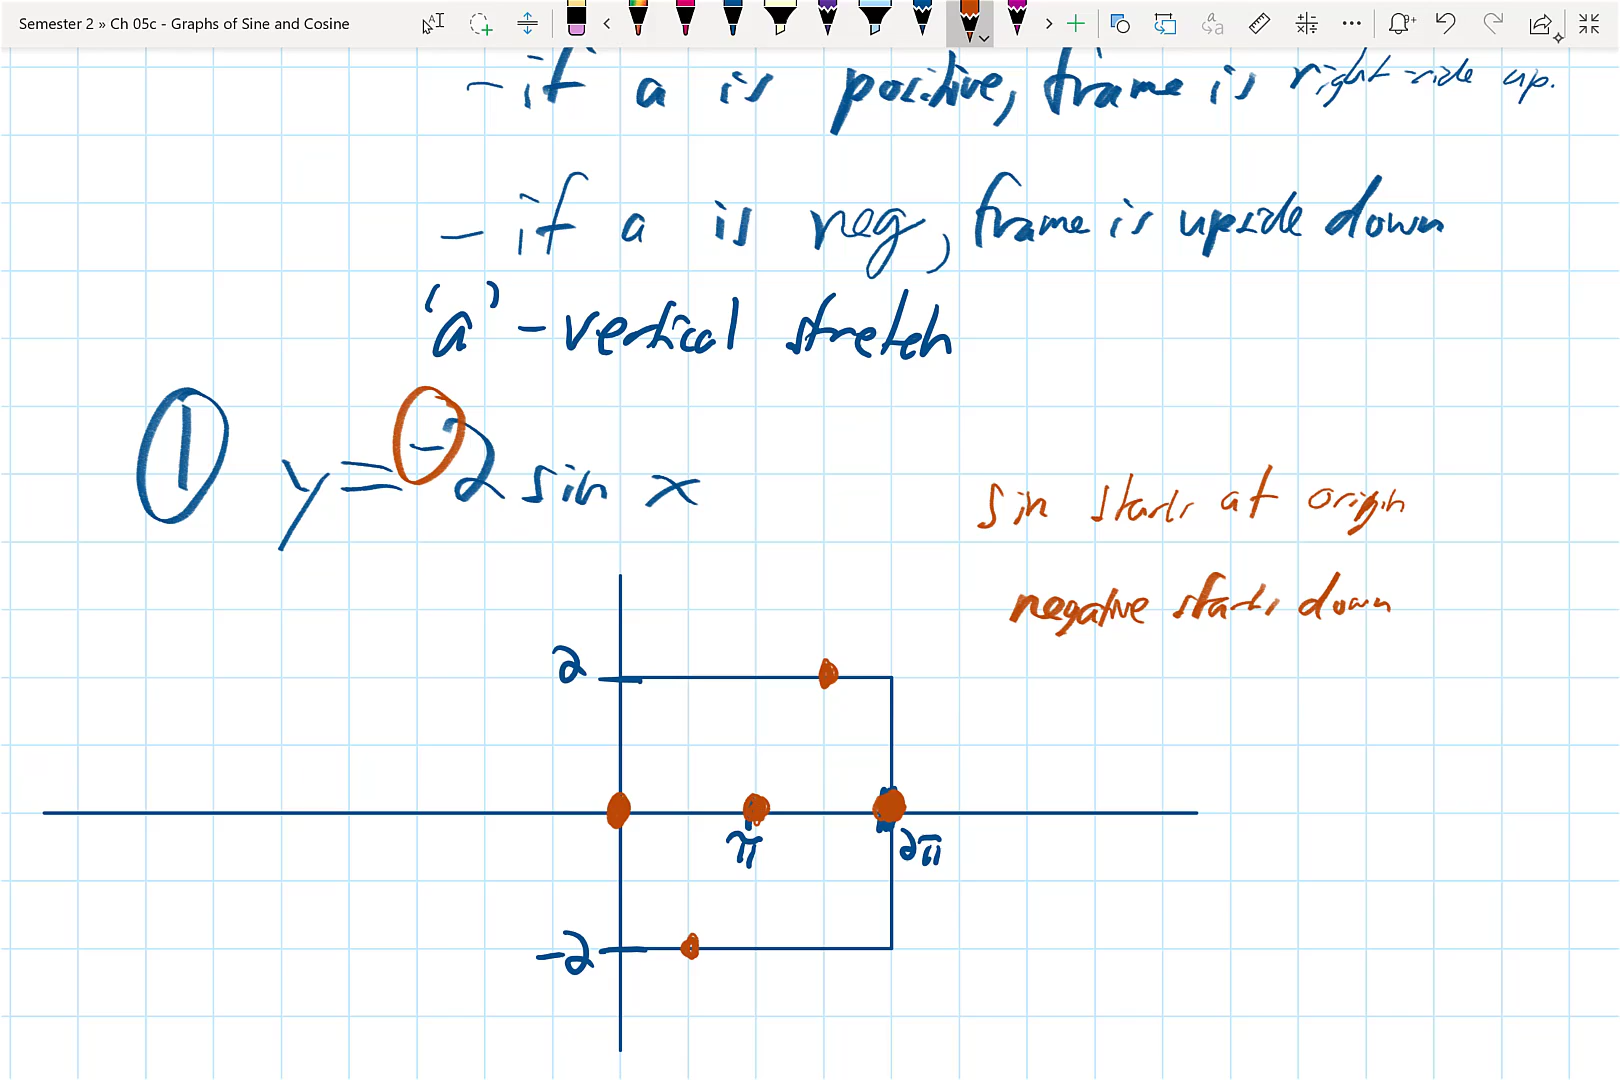 Semester 2 » Ch 05c - Graphs of Sine and Cosine
- if a is positive, frame is right-side up.
- if a is neg, frame is upside down
'a' - vertical stretch
① y = -2 sin x
sin starts at origin
negative starts down
2
π
2π
-2